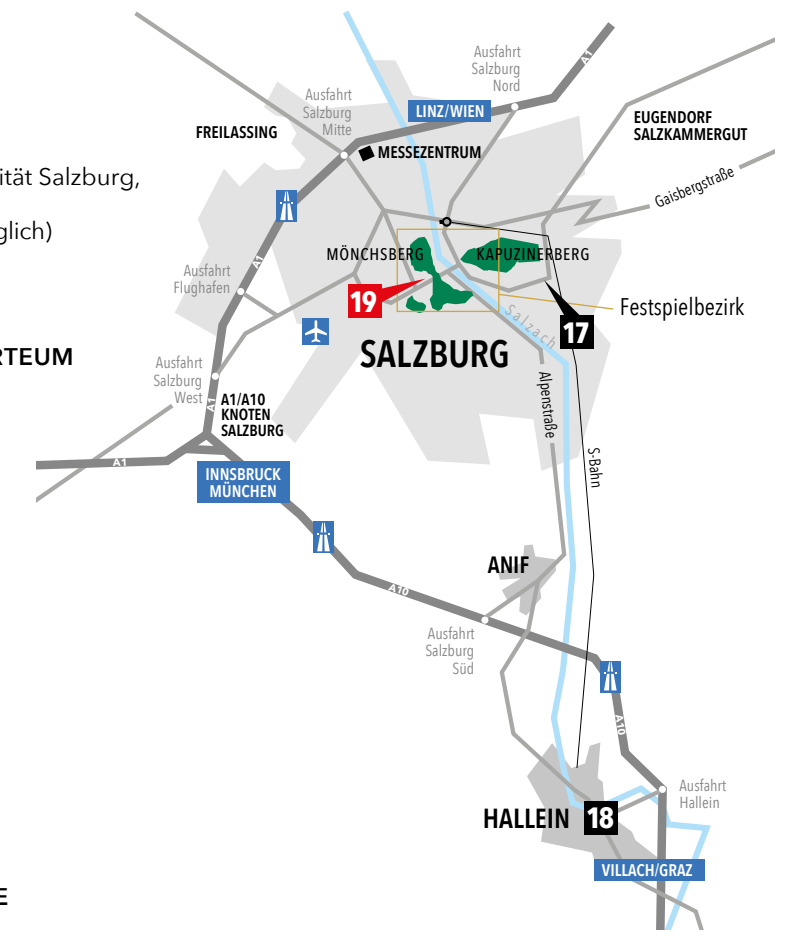 ität Salzburg,
glich)
RTEUM
E
Ausfahrt
Salzburg
Nord
A1
Ausfahrt
Salzburg
Mitte
LINZ/WIEN
FREILASSING
MESSEZENTRUM
EUGENDORF
SALZKAMMERGUT
Gaisbergstraße
MÖNCHSBERG
KAPUZINERBERG
A1
Ausfahrt
Flughafen
19
17
Festspielbezirk
Salzach
SALZBURG
Ausfahrt
Salzburg
West
A1
A1/A10
KNOTEN
SALZBURG
Alpenstraße
S-Bahn
A1
INNSBRUCK
MÜNCHEN
ANIF
A10
Ausfahrt
Salzburg
Süd
A10
Ausfahrt
Hallein
HALLEIN
18
VILLACH/GRAZ